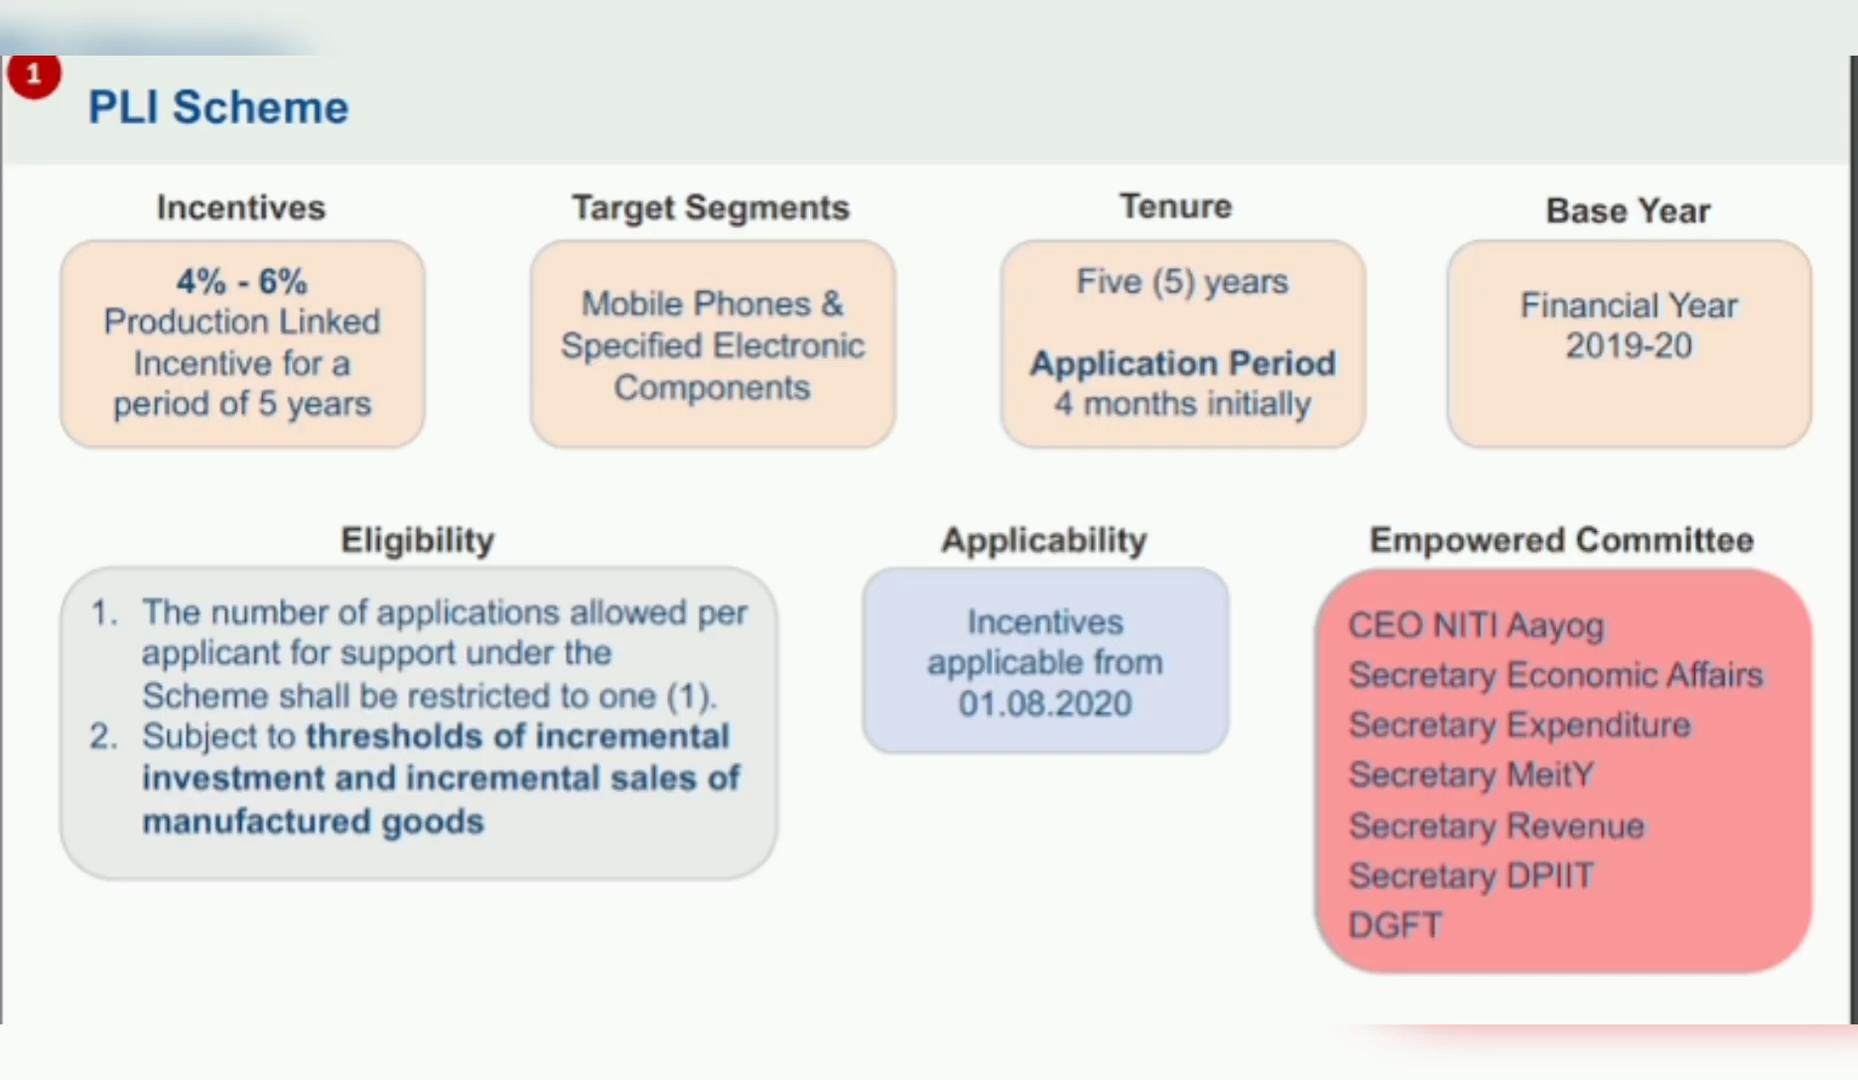 1
PLI Scheme
Incentives
4% - 6%
Production Linked
Incentive for a
period of 5 years
Target Segments
Mobile Phones &
Specified Electronic
Components
Tenure
Five (5) years
Application Period
4 months initially
Base Year
Financial Year
2019-20
Eligibility
1. The number of applications allowed per
applicant for support under the
Scheme shall be restricted to one (1).
2. Subject to thresholds of incremental
investment and incremental sales of
manufactured goods
Applicability
Incentives
applicable from
01.08.2020
Empowered Committee
CEO NITI Aayog
Secretary Economic Affairs
Secretary Expenditure
Secretary MeitY
Secretary Revenue
Secretary DPIIT
DGFT